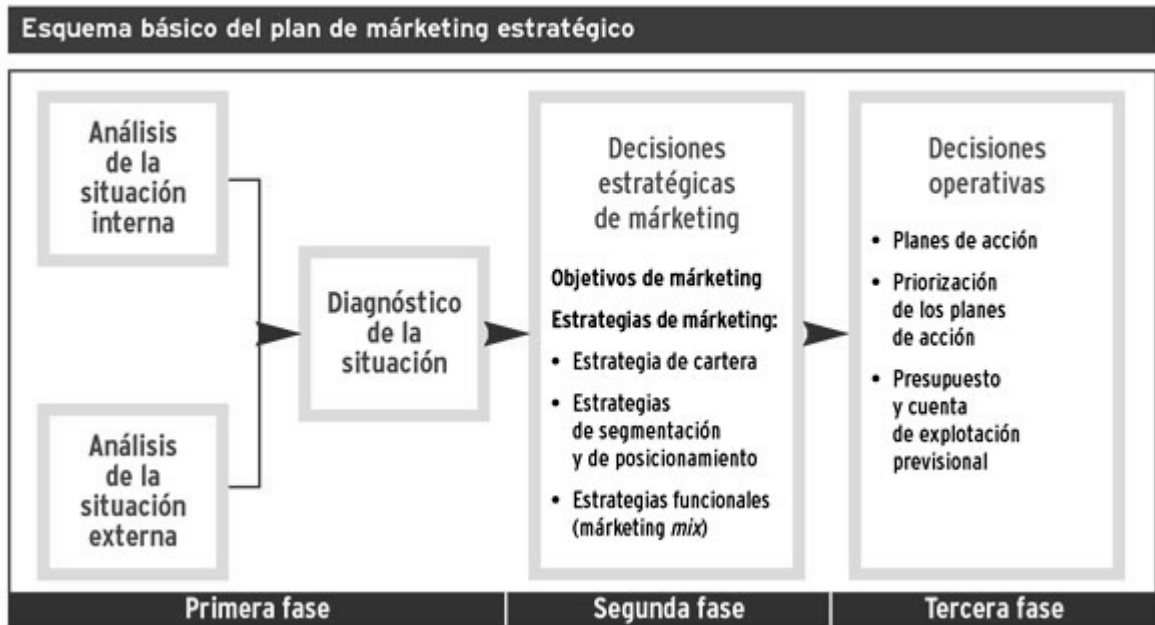 Esquema básico del plan de márketing estratégico
Análisis
de la
situación
interna
Análisis
de la
situación
externa
Diagnóstico
de la
situación
Decisiones
estratégicas
de márketing
Objetivos de márketing
Estrategias de márketing:
• Estrategia de cartera
• Estrategias
de segmentación
y de posicionamiento
• Estrategias funcionales
(márketing mix)
Decisiones
operativas
• Planes de acción
• Priorización
de los planes
de acción
• Presupuesto
y cuenta
de explotación
previsional
Primera fase
Segunda fase
Tercera fase